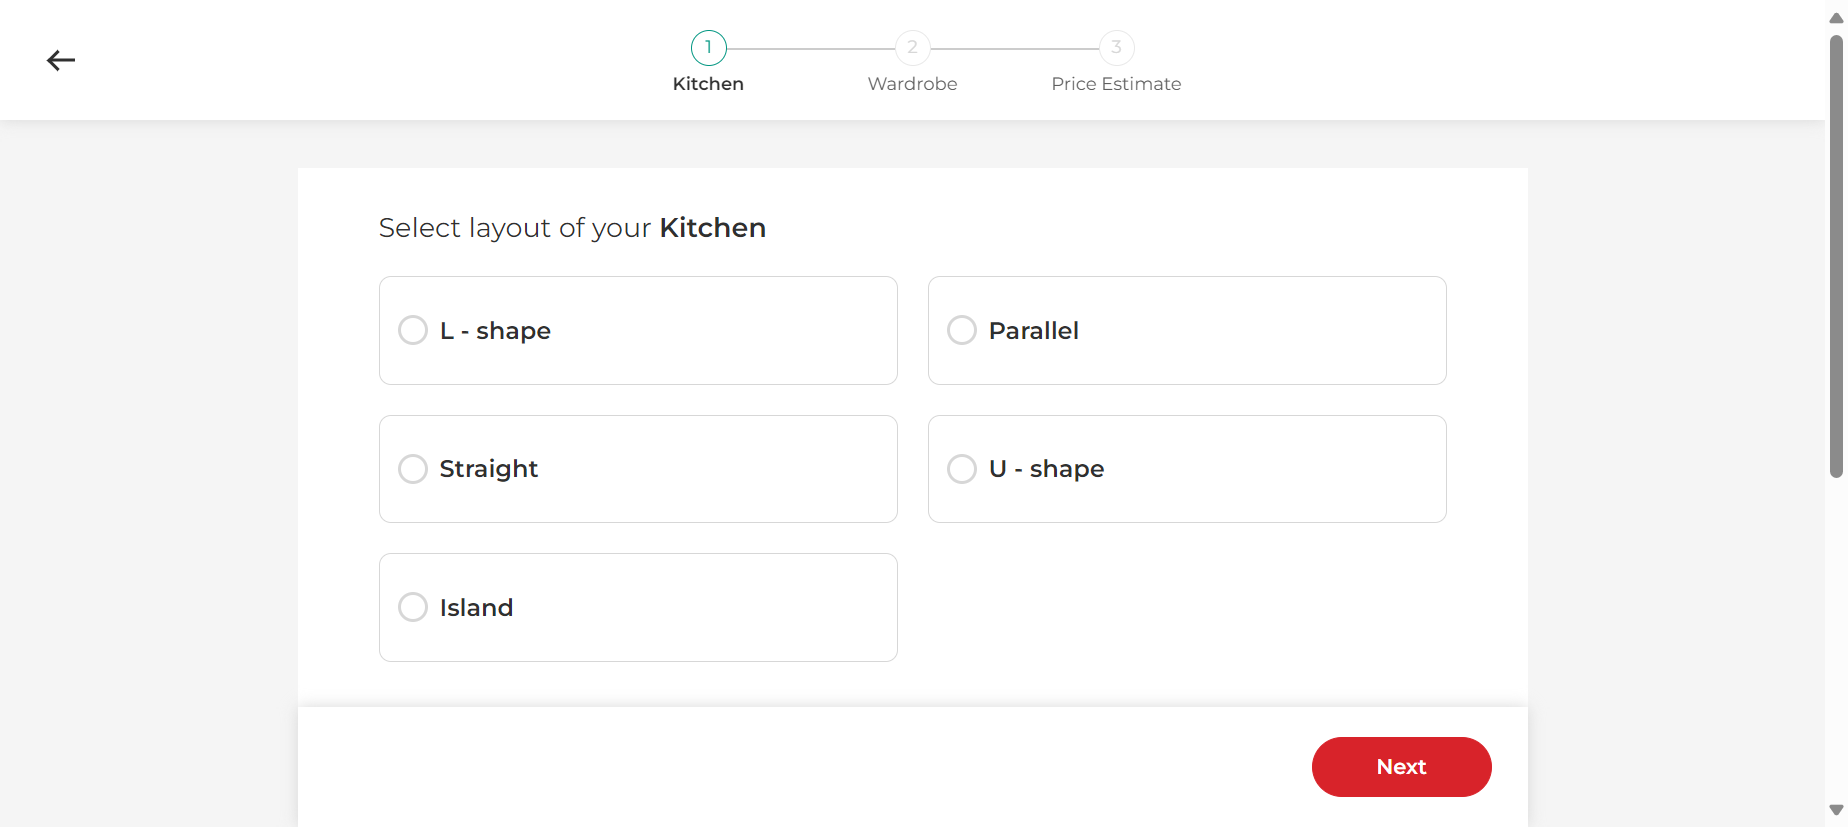 1
2
3
Kitchen
Wardrobe
Price Estimate
Select layout of your Kitchen
L - shape
Parallel
Straight
U - shape
Island
Next